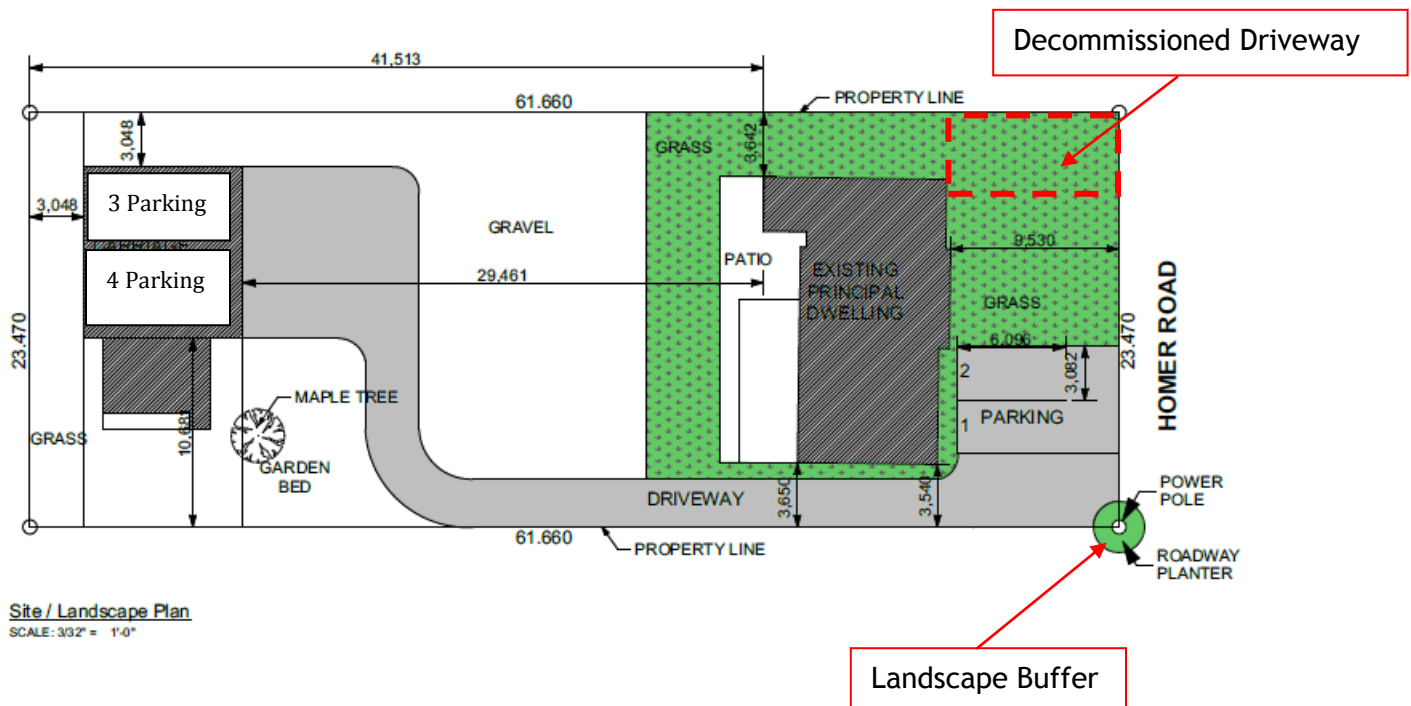 Decommissioned Driveway
41,513
61.660
PROPERTY LINE
3,048
GRASS
3,642
3 Parking
3,048
GRAVEL
9,530
4 Parking
29,461
PATIO
EXISTING
PRINCIPAL
DWELLING
GRASS
23.470
23.470
HOMER ROAD
6,096
3,082
2
MAPLE TREE
PARKING
1
GRASS
10,681
GARDEN
BED
DRIVEWAY
3,650
3,540
POWER
POLE
61.660
PROPERTY LINE
ROADWAY
PLANTER
Site / Landscape Plan
SCALE: 3/32" = 1'-0"
Landscape Buffer